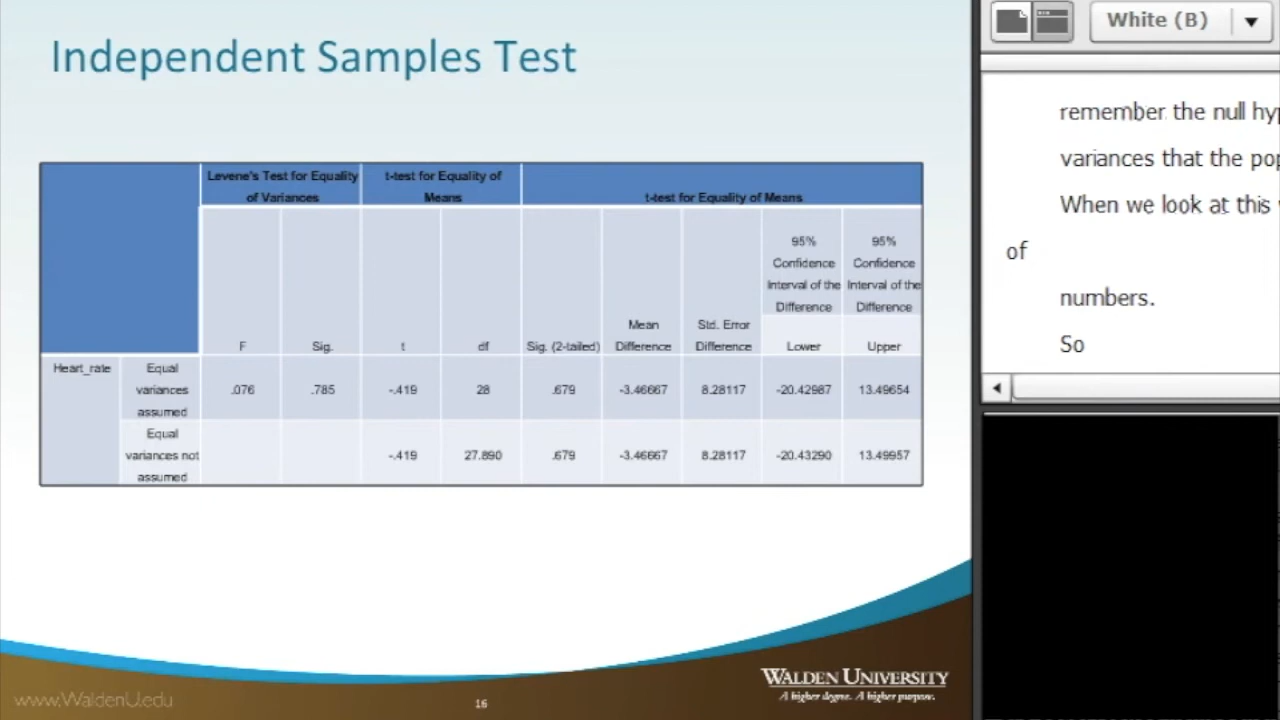 Independent Samples Test
Levene's Test for Equality
of Variances
t-test for Equality of
Means
t-test for Equality of Means
F
Sig.
t
df
Sig. (2-tailed)
Mean
Difference
Std. Error
Difference
95%
Confidence
Interval of the
Difference
Lower
95%
Confidence
Interval of the
Difference
Upper
Heart_rate
Equal
variances
assumed
.076
.785
-.419
28
.679
-3.46667
8.28117
-20.42987
13.49654
Equal
variances not
assumed
-.419
27.890
.679
-3.46667
8.28117
-20.43290
13.49957
www.WaldenU.edu
16
WALDEN UNIVERSITY
A higher degree. A higher purpose.
White (B)
remember the null hyp
variances that the pop
When we look at this
of
numbers.
So